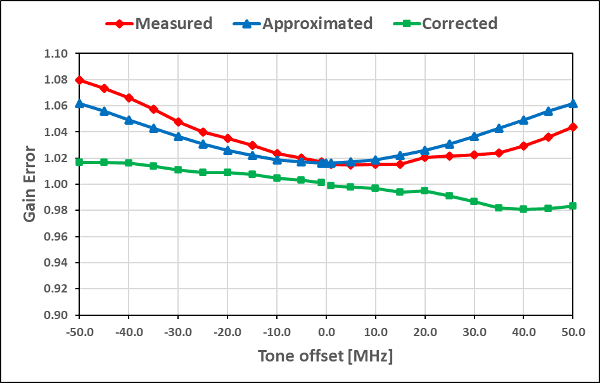 Measured Approximated Corrected
1.10
1.08
1.06
1.04
1.02
1.00
0.98
0.96
0.94
0.92
0.90
Gain Error
-50.0 -40.0 -30.0 -20.0 -10.0 0.0 10.0 20.0 30.0 40.0 50.0
Tone offset [MHz]